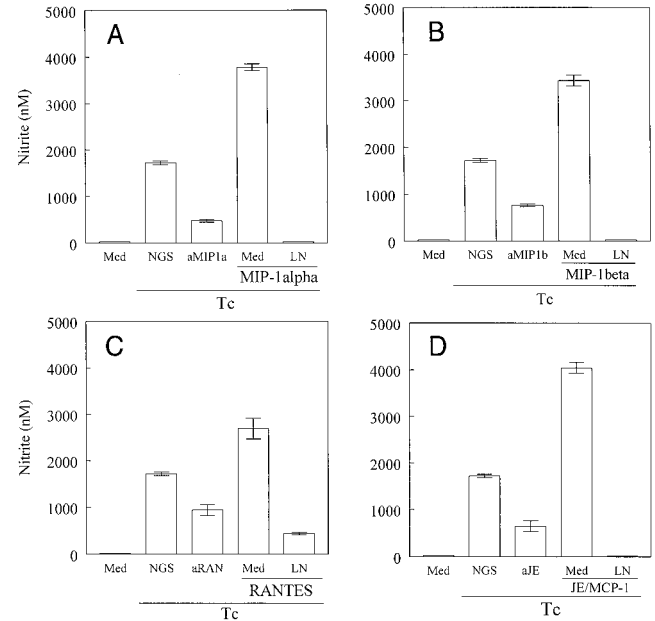 A
5000
4000
3000
2000
1000
0
Nitrite (nM)
Med NGS aMIP1a Med LN
MIP-1alpha
Tc
B
5000
4000
3000
2000
1000
0
Med NGS aMIP1b Med LN
MIP-1beta
Tc
C
5000
4000
3000
2000
1000
0
Nitrite (nM)
Med NGS aRAN Med LN
RANTES
Tc
D
5000
4000
3000
2000
1000
0
Med NGS aJE Med LN
JE/MCP-1
Tc